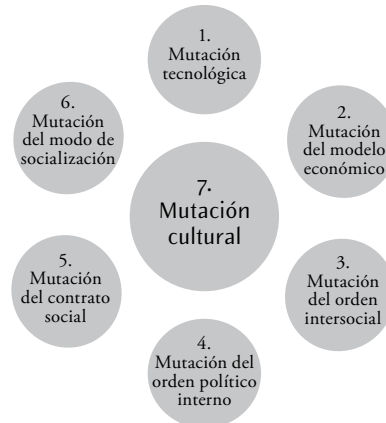 1.
Mutación
tecnológica
2.
Mutación
del modelo
económico
3.
Mutación
del orden
intersocial
4.
Mutación del
orden político
interno
5.
Mutación
del contrato
social
6.
Mutación
del modo de
socialización
7.
Mutación
cultural